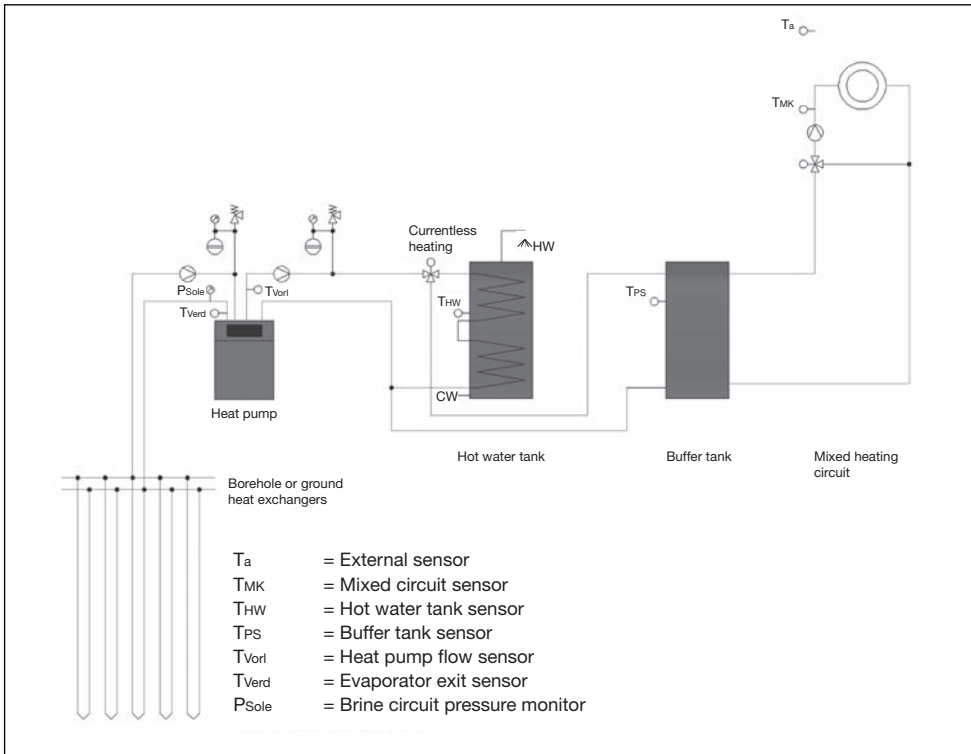 Ta
TMK
Currentless
heating
HW
PSole
TVorl
TVerd
THW
TPS
CW
Heat pump
Hot water tank
Buffer tank
Mixed heating
circuit
Borehole or ground
heat exchangers
Ta = External sensor
TMK = Mixed circuit sensor
THW = Hot water tank sensor
TPS = Buffer tank sensor
TVorl = Heat pump flow sensor
TVerd = Evaporator exit sensor
PSole = Brine circuit pressure monitor